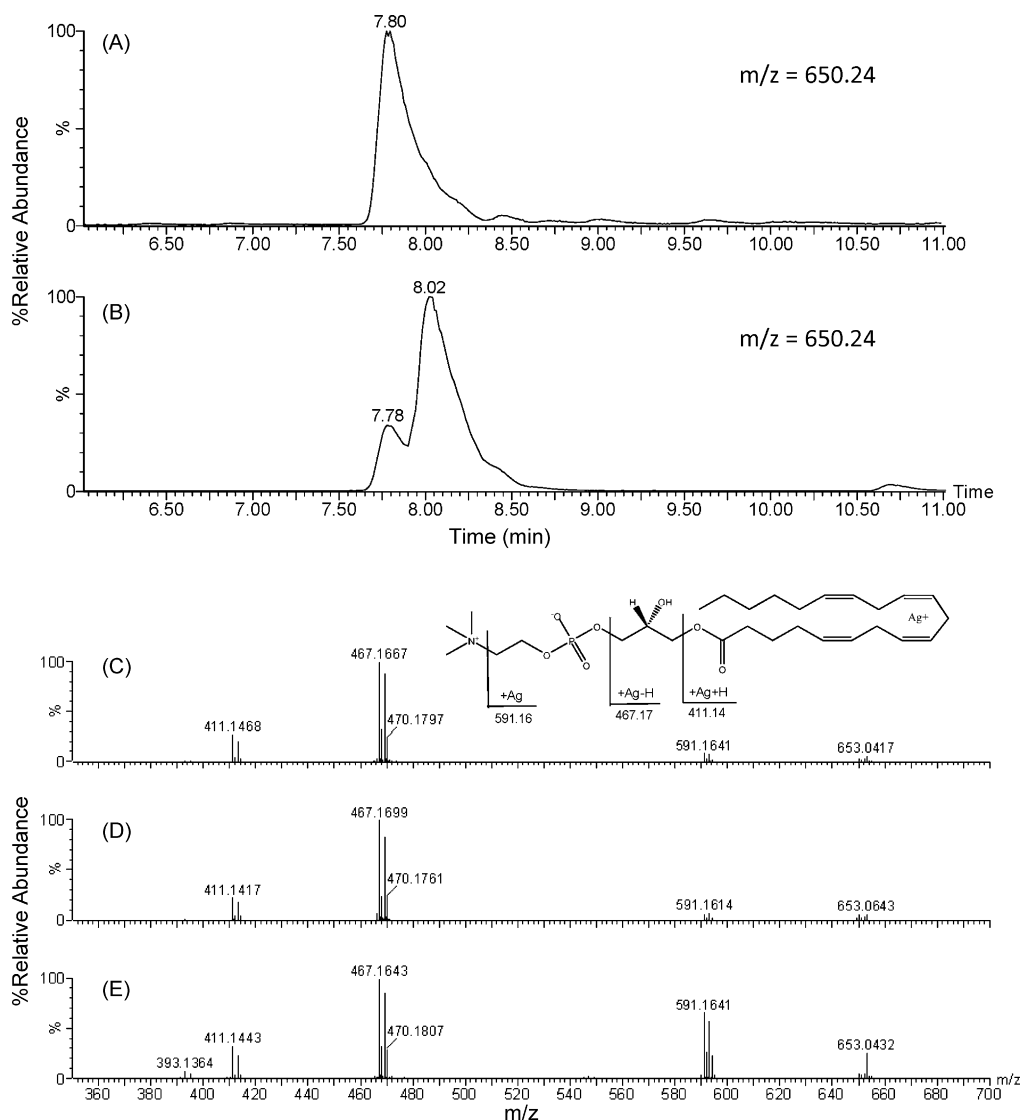 7.80
100
(A)
m/z = 650.24
%
0
6.50 7.00 7.50 8.00 8.50 9.00 9.50 10.00 10.50 11.00
%Relative Abundance
8.02
100
(B)
m/z = 650.24
%
7.78
0
Time
6.50 7.00 7.50 8.00 8.50 9.00 9.50 10.00 10.50 11.00
Time (min)
H OH
-O
Ag+
N+ O P O O
O O
+Ag +Ag-H +Ag+H
591.16 467.17 411.14
(C)
100
467.1667
%
411.1468
470.1797
591.1641
653.0417
0
(D)
100
467.1699
%
411.1417
470.1761
591.1614
653.0643
0
%Relative Abundance
(E)
100
467.1643
%
393.1364
411.1443
470.1807
591.1641
653.0432
0
m/z
360 380 400 420 440 460 480 500 520 540 560 580 600 620 640 660 680 700
m/z